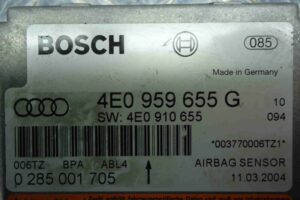 BOSCH
085
Made in Germany
4E0 959 655 G
10
SW: 4E0 910 655
094
*003770006TZ1*
006TZ BPA ABL4
AIRBAG SENSOR
0 285 001 705
11.03.2004